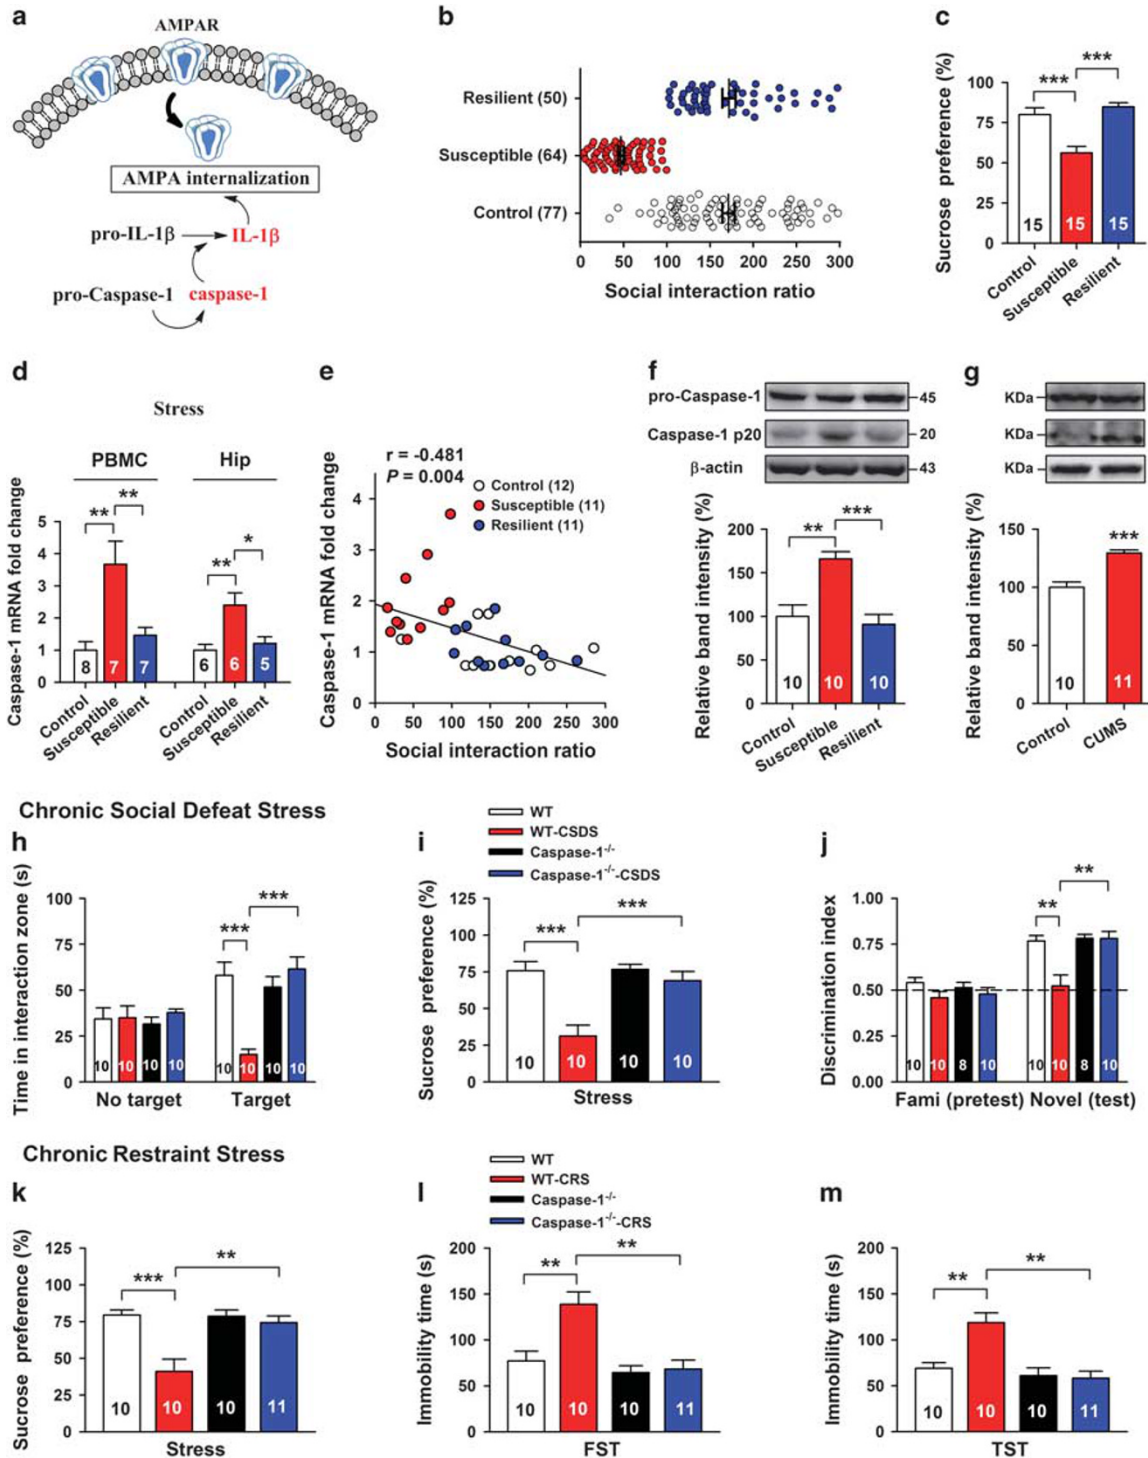 a
AMPAR
AMPA internalization
pro-IL-1β
IL-1β
pro-Caspase-1
caspase-1
b
Resilient (50)
Susceptible (64)
Control (77)
0 50 100 150 200 250 300
Social interaction ratio
c
Sucrose preference (%)
100
75
50
25
0
***
***
15 15 15
Control
Susceptible
Resilient
d
Stress
PBMC
Hip
Caspase-1 mRNA fold change
5
4
3
2
1
0
**
**
**
*
8 7 7 6 6 5
Control
Susceptible
Resilient
Control
Susceptible
Resilient
e
Caspase-1 mRNA fold change
r = -0.481
P = 0.004
Control (12)
Susceptible (11)
Resilient (11)
4
3
2
1
0
0 50 100 150 200 250 300
Social interaction ratio
f
pro-Caspase-1
45
Caspase-1 p20
20
β-actin
43
Relative band intensity (%)
200
150
100
50
0
**
***
10 10 10
Control
Susceptible
Resilient
g
KDa
KDa
KDa
Relative band intensity (%)
150
100
50
0
***
10 11
Control
CUMS
Chronic Social Defeat Stress
WT
WT-CSDS
Caspase-1-/-
Caspase-1-/--CSDS
h
Time in interaction zone (s)
100
75
50
25
0
***
***
10 10 10 10 10 10 10 10
No target
Target
i
Sucrose preference (%)
125
100
75
50
25
0
***
***
10 10 10 10
Stress
j
Discrimination index
1.00
0.75
0.50
0.25
0.00
**
**
10 10 8 10 10 10 8 10
Fami (pretest) Novel (test)
Chronic Restraint Stress
WT
WT-CRS
Caspase-1-/-
Caspase-1-/--CRS
k
Sucrose preference (%)
125
100
75
50
25
0
***
**
10 10 10 11
Stress
l
Immobility time (s)
200
150
100
50
0
**
**
10 10 10 11
FST
m
Immobility time (s)
200
150
100
50
0
**
**
10 10 10 11
TST